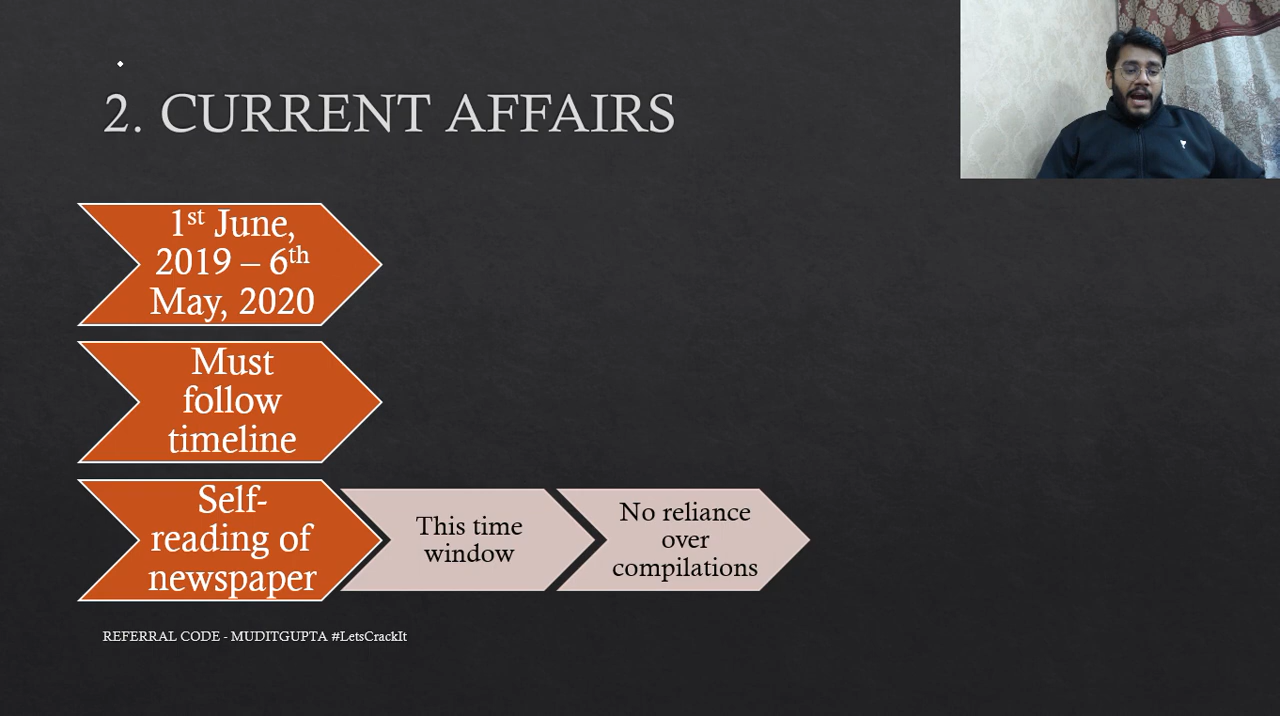 2. CURRENT AFFAIRS
1st June,
2019 – 6th
May, 2020
Must
follow
timeline
Self-
reading of
newspaper
This time
window
No reliance
over
compilations
REFERRAL CODE - MUDITGUPTA #LetsCrackIt